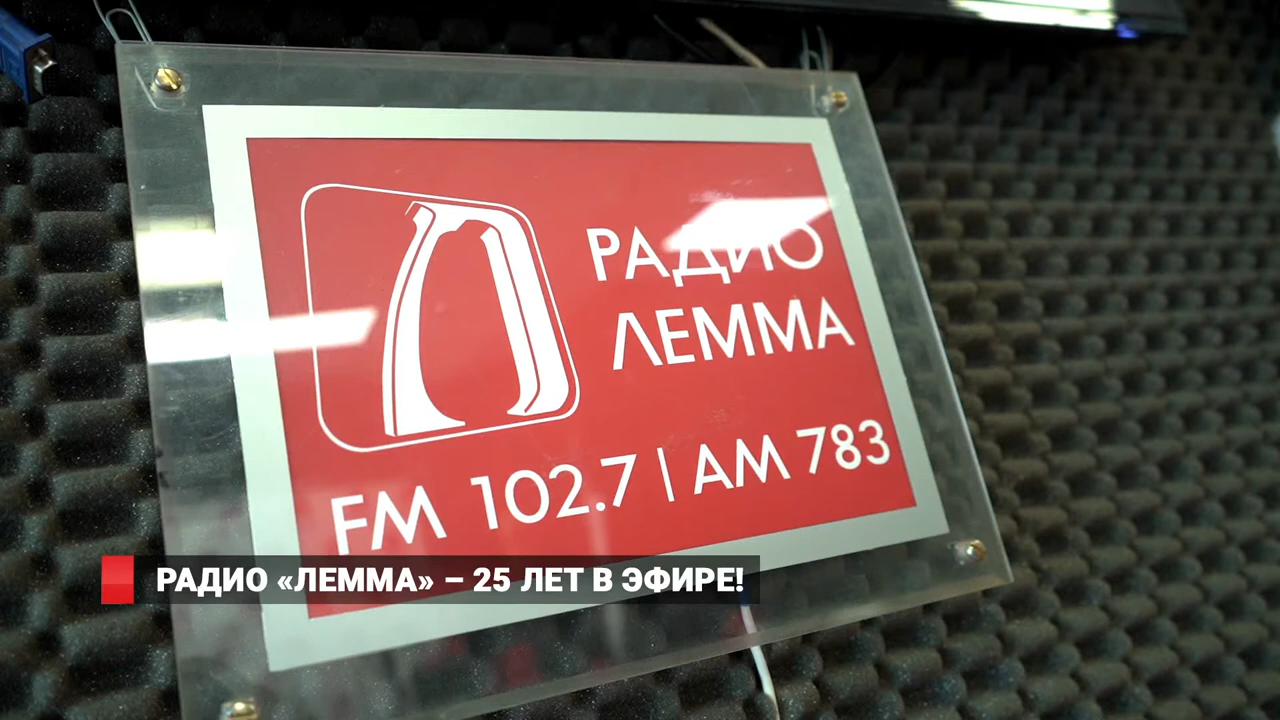 РАДИО
ЛЕММА
FM 102.7 | AM 783
РАДИО «ЛЕММА» – 25 ЛЕТ В ЭФИРЕ!